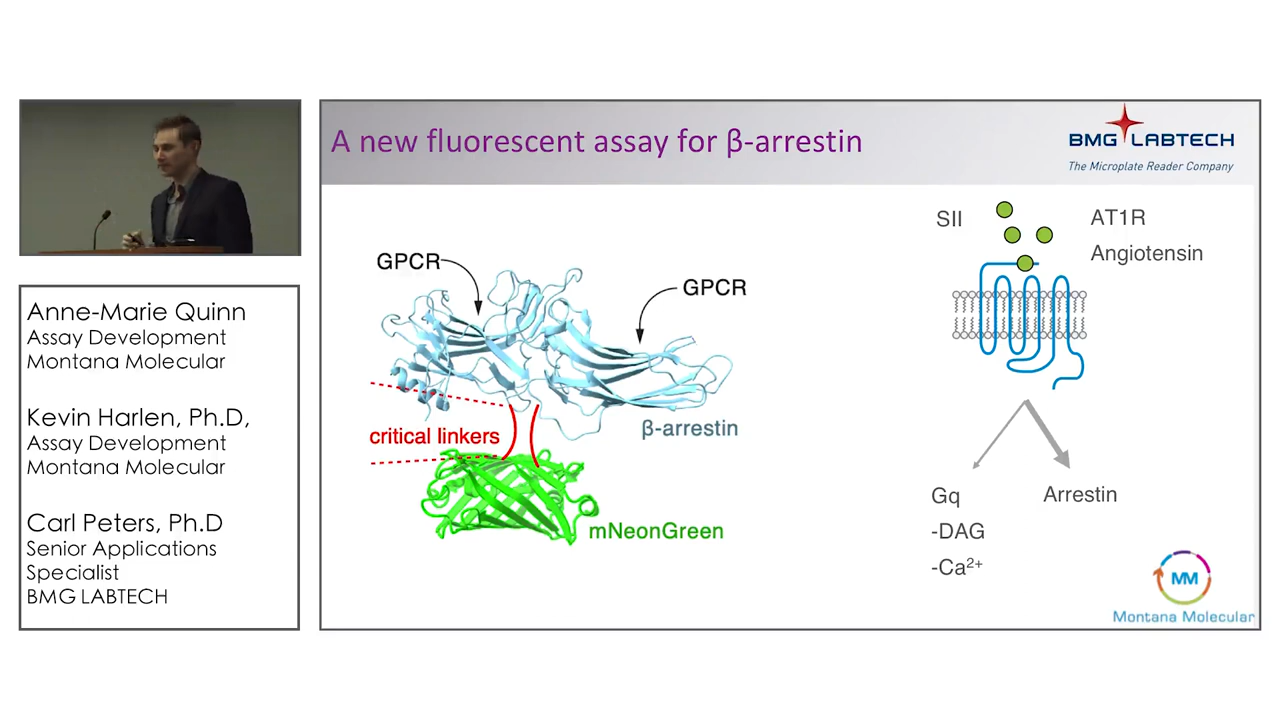 Anne-Marie Quinn
Assay Development
Montana Molecular
Kevin Harlen, Ph.D,
Assay Development
Montana Molecular
Carl Peters, Ph.D
Senior Applications
Specialist
BMG LABTECH
A new fluorescent assay for β-arrestin
BMG LABTECH
The Microplate Reader Company
GPCR
GPCR
β-arrestin
critical linkers
mNeonGreen
SII
AT1R
Angiotensin
Gq
-DAG
-Ca²⁺
Arrestin
MM
Montana Molecular